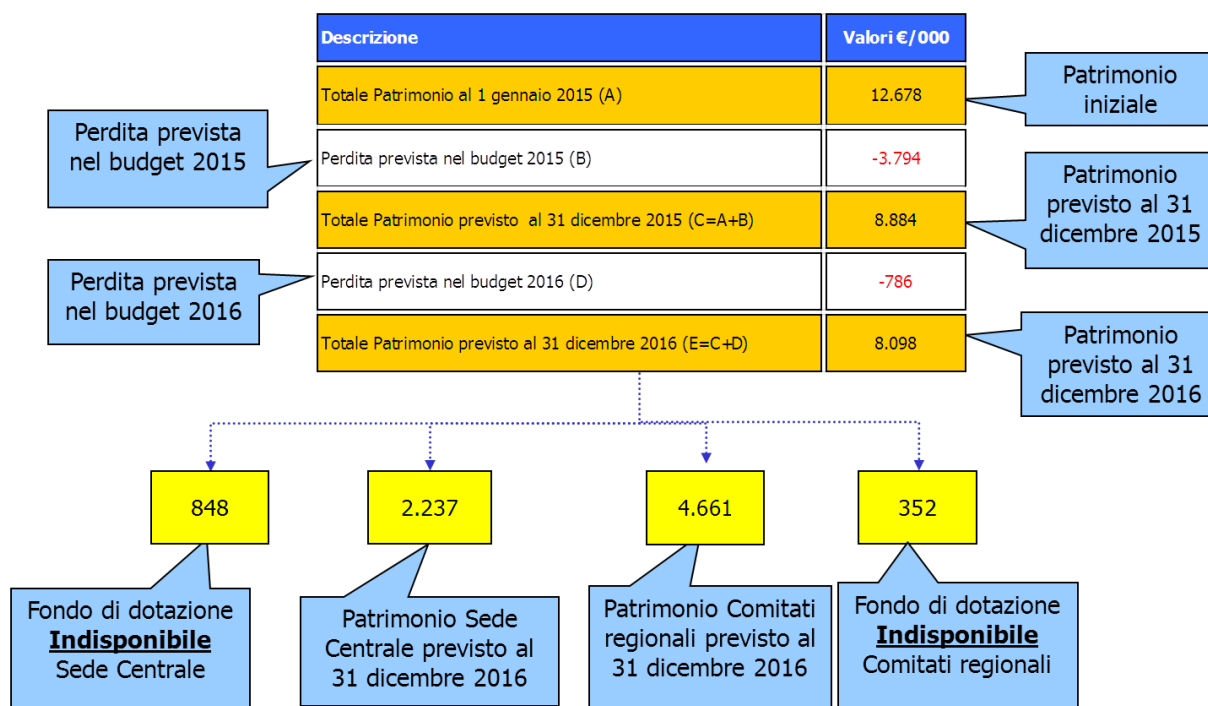 Descrizione
Valori €/000
Totale Patrimonio al 1 gennaio 2015 (A)
12.678
Perdita prevista nel budget 2015 (B)
-3.794
Totale Patrimonio previsto al 31 dicembre 2015 (C=A+B)
8.884
Perdita prevista nel budget 2016 (D)
-786
Totale Patrimonio previsto al 31 dicembre 2016 (E=C+D)
8.098
Perdita prevista
nel budget 2015
Perdita prevista
nel budget 2016
Patrimonio
iniziale
Patrimonio
previsto al 31
dicembre 2015
Patrimonio
previsto al 31
dicembre 2016
848
2.237
4.661
352
Fondo di dotazione
Indisponibile
Sede Centrale
Patrimonio Sede
Centrale previsto al
31 dicembre 2016
Patrimonio Comitati
regionali previsto al
31 dicembre 2016
Fondo di dotazione
Indisponibile
Comitati regionali